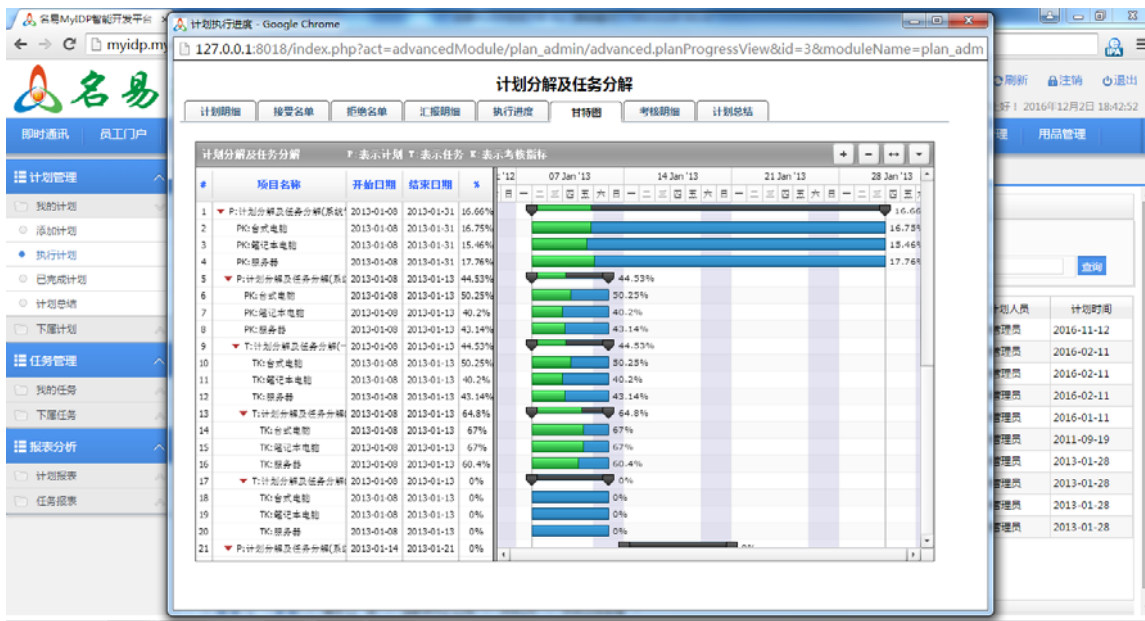 名易MyIDP智能开发平台
计划执行进度 - Google Chrome
myidp.my
127.0.0.1:8018/index.php?act=advancedModule/plan_admin/advanced.planProgressView&id=3&moduleName=plan_adm
名易
刷新 注销 退出
2016年12月2日 18:42:52
即时通讯 员工门户
理 用品管理
计划管理
我的计划
添加计划
执行计划
已完成计划
计划总结
下属计划
任务管理
我的任务
下属任务
报表分析
计划报表
任务报表
计划分解及任务分解
计划明细 接受名单 拒绝名单 汇报明细 执行进度 甘特图 考核明细 计划总结
计划分解及任务分解 P:表示计划 T:表示任务 K:表示考核指标
# 项目名称 开始日期 结束日期 %
'12 07 Jan '13 14 Jan '13 21 Jan '13 28 Jan '13
日 一 二 三 四 五 六 日 一 二 三 四 五 六 日 一 二 三 四 五 六 日 一 二 三 四 五
1 P:计划分解及任务分解(系统 2013-01-08 2013-01-31 16.66% 16.66
2 PK:台式电脑 2013-01-08 2013-01-31 16.75% 16.75%
3 PK:笔记本电脑 2013-01-08 2013-01-31 15.46% 15.46%
4 PK:服务器 2013-01-08 2013-01-31 17.76% 17.76%
5 P:计划分解及任务分解(系统 2013-01-08 2013-01-13 44.53% 44.53%
6 PK:台式电脑 2013-01-08 2013-01-13 50.25% 50.25%
7 PK:笔记本电脑 2013-01-08 2013-01-13 40.2% 40.2%
8 PK:服务器 2013-01-08 2013-01-13 43.14% 43.14%
9 T:计划分解及任务分解(一 2013-01-08 2013-01-13 44.53% 44.53%
10 TK:台式电脑 2013-01-08 2013-01-13 50.25% 50.25%
11 TK:笔记本电脑 2013-01-08 2013-01-13 40.2% 40.2%
12 TK:服务器 2013-01-08 2013-01-13 43.14% 43.14%
13 T:计划分解及任务分解 2013-01-08 2013-01-13 64.8% 64.8%
14 TK:台式电脑 2013-01-08 2013-01-13 67% 67%
15 TK:笔记本电脑 2013-01-08 2013-01-13 67% 67%
16 TK:服务器 2013-01-08 2013-01-13 60.4% 60.4%
17 T:计划分解及任务分解 2013-01-08 2013-01-13 0% 0%
18 TK:台式电脑 2013-01-08 2013-01-13 0% 0%
19 TK:笔记本电脑 2013-01-08 2013-01-13 0% 0%
20 TK:服务器 2013-01-08 2013-01-13 0% 0%
21 P:计划分解及任务分解(系统 2013-01-14 2013-01-21 0% 0%
查询
计划人员 计划时间
管理员 2016-11-12
管理员 2016-02-11
管理员 2016-02-11
管理员 2016-02-11
管理员 2016-01-11
管理员 2011-09-19
管理员 2013-01-28
管理员 2013-01-28
管理员 2013-01-28
管理员 2013-01-28